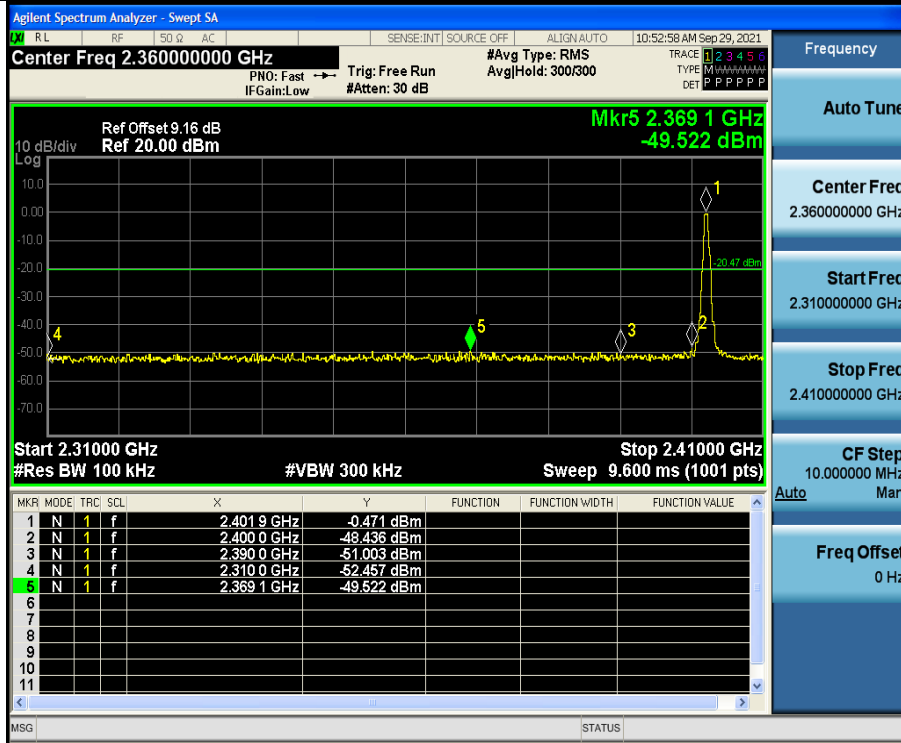 Agilent Spectrum Analyzer - Swept SA
LXI RL RF 50 Ω AC SENSE:INT SOURCE OFF ALIGN AUTO 10:52:58 AM Sep 29, 2021
Center Freq 2.360000000 GHz
PNO: Fast
IFGain:Low
Trig: Free Run
#Atten: 30 dB
#Avg Type: RMS
Avg|Hold: 300/300
TRACE 1 2 3 4 5 6
TYPE M
DET P P P P P P
Mkr5 2.369 1 GHz
-49.522 dBm
Ref Offset 9.16 dB
10 dB/div Ref 20.00 dBm
Log
10.0
0.00
-10.0
-20.0
-30.0
-40.0
-50.0
-60.0
-70.0
1
-20.47 dBm
2
3
4
5
Start 2.31000 GHz Stop 2.41000 GHz
#Res BW 100 kHz #VBW 300 kHz Sweep 9.600 ms (1001 pts)
MKR MODE TRC SCL X Y FUNCTION FUNCTION WIDTH FUNCTION VALUE
1 N 1 f 2.401 9 GHz -0.471 dBm
2 N 1 f 2.400 0 GHz -48.436 dBm
3 N 1 f 2.390 0 GHz -51.003 dBm
4 N 1 f 2.310 0 GHz -52.457 dBm
5 N 1 f 2.369 1 GHz -49.522 dBm
6
7
8
9
10
11
MSG STATUS
Frequency
Auto Tune
Center Freq
2.360000000 GHz
Start Freq
2.310000000 GHz
Stop Freq
2.410000000 GHz
CF Step
10.000000 MHz
Auto Man
Freq Offset
0 Hz